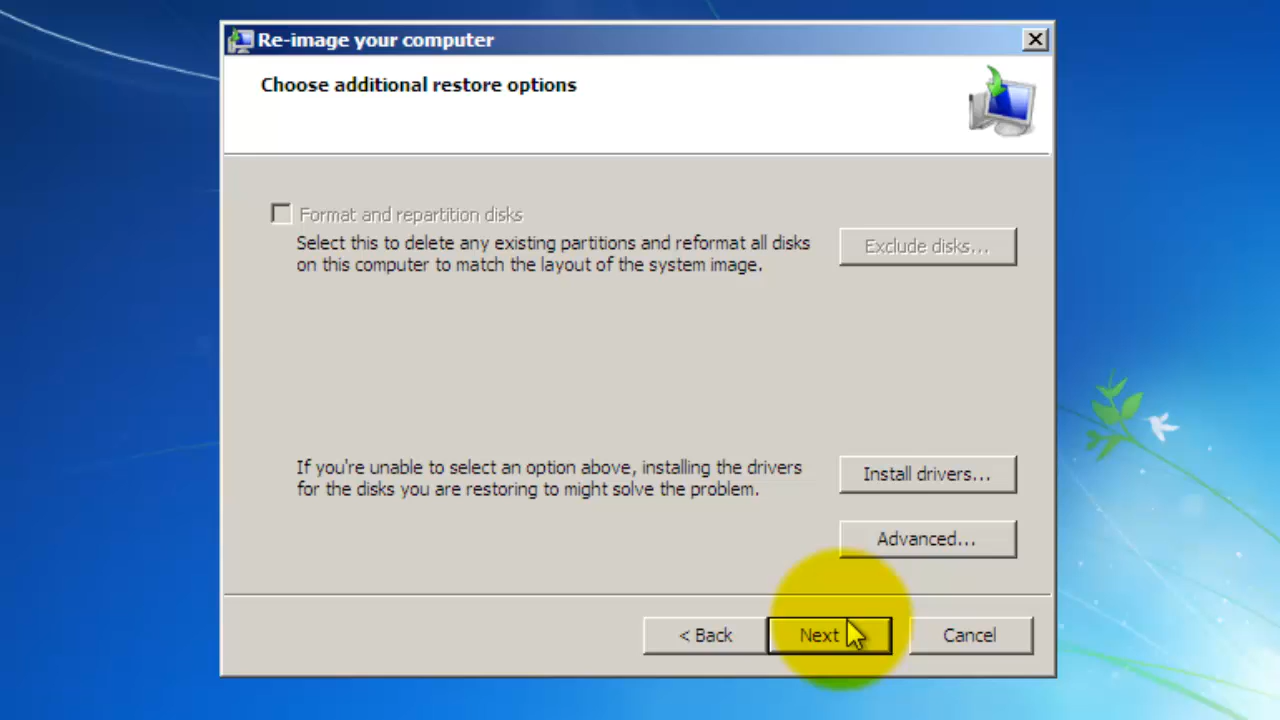 Re-image your computer
Choose additional restore options
Format and repartition disks
Select this to delete any existing partitions and reformat all disks
on this computer to match the layout of the system image.
Exclude disks...
If you're unable to select an option above, installing the drivers
for the disks you are restoring to might solve the problem.
Install drivers...
Advanced...
< Back
Next
Cancel